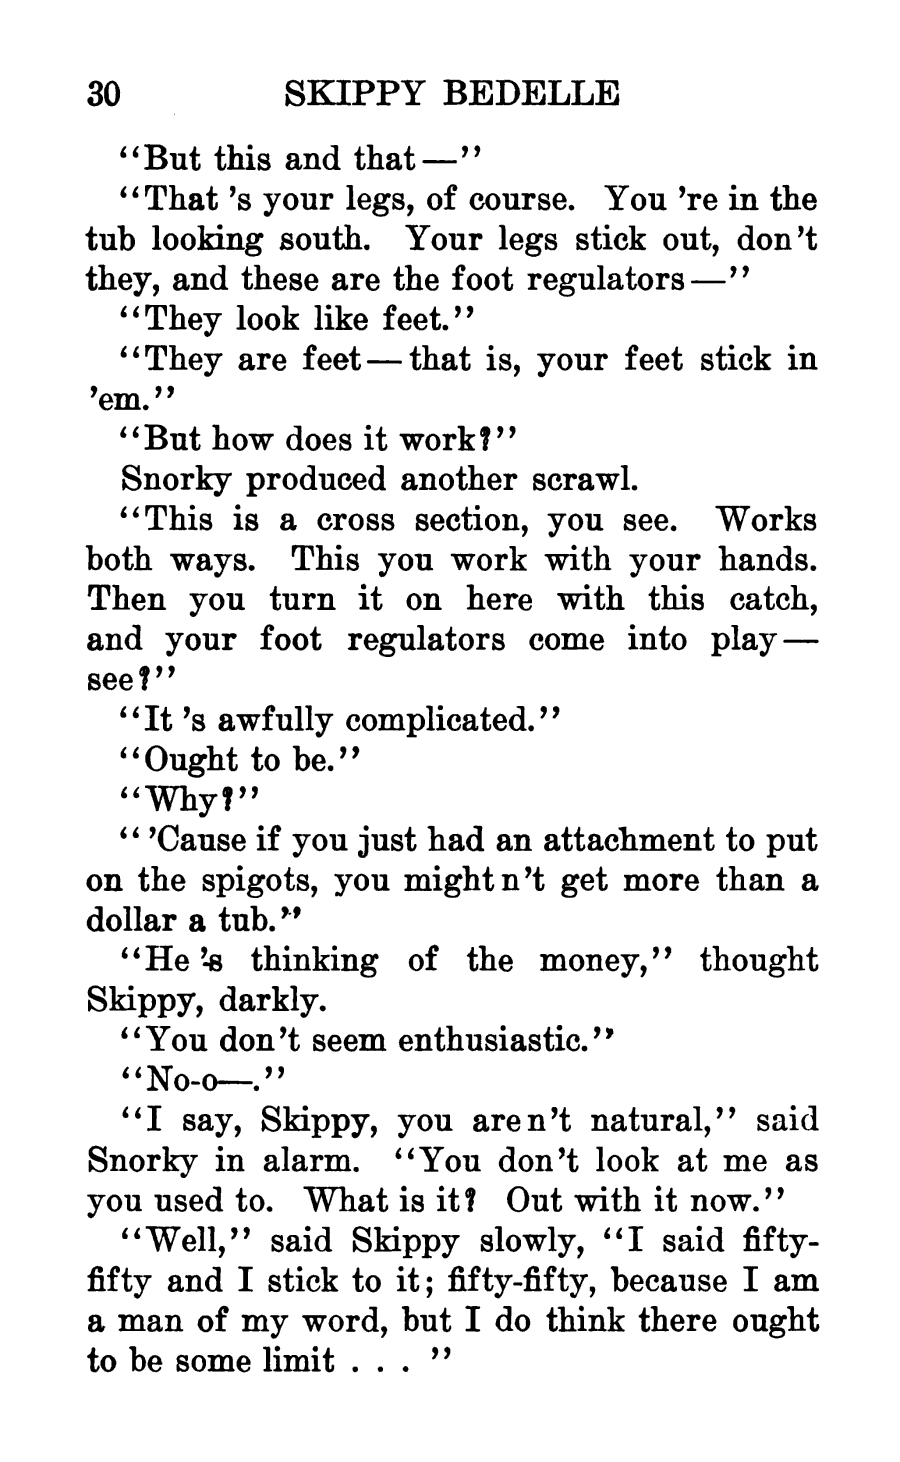 30 SKIPPY BEDELLE
“But this and that—”
“That ’s your legs, of course. You ’re in the
tub looking south. Your legs stick out, don’t
they, and these are the foot regulators—”
“They look like feet.”
“They are feet—that is, your feet stick in
’em.”
“But how does it work?”
Snorky produced another scrawl.
“This is a cross section, you see. Works
both ways. This you work with your hands.
Then you turn it on here with this catch,
and your foot regulators come into play—
see?”
“It ’s awfully complicated.”
“Ought to be.”
“Why?”
“ ’Cause if you just had an attachment to put
on the spigots, you might n’t get more than a
dollar a tub.”
“He ’s thinking of the money,” thought
Skippy, darkly.
“You don’t seem enthusiastic.”
“No-o—.”
“I say, Skippy, you are n’t natural,” said
Snorky in alarm. “You don’t look at me as
you used to. What is it? Out with it now.”
“Well,” said Skippy slowly, “I said fifty-
fifty and I stick to it; fifty-fifty, because I am
a man of my word, but I do think there ought
to be some limit . . . ”